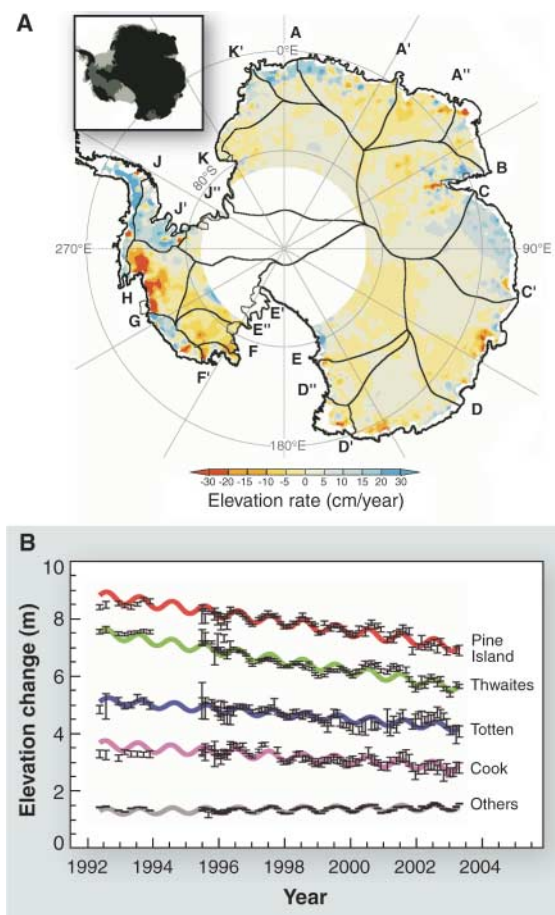 A
A
K'
0°E
A'
A"
K
80°S
B
J
J"
C
J'
270°E
90°E
H
E'
C'
G
E"
F
E
F'
D"
D
180°E
D'
-30 -20 -15 -10 -5 0 5 10 15 20 30
Elevation rate (cm/year)
B
Elevation change (m)
10
8
6
4
2
0
Pine
Island
Thwaites
Totten
Cook
Others
1992 1994 1996 1998 2000 2002 2004
Year